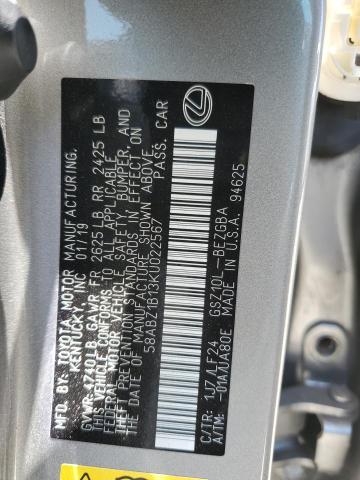 MFD. BY: TOYOTA MOTOR MANUFACTURING,
KENTUCKY, INC. 01/19
GVWR 4740LB GAWR FR 2625 LB RR 2425 LB
THIS VEHICLE CONFORMS TO ALL APPLICABLE
FEDERAL MOTOR VEHICLE SAFETY, BUMPER, AND
THEFT PREVENTION STANDARDS IN EFFECT ON
THE DATE OF MANUFACTURE SHOWN ABOVE.
58ABZ1B13KU022567 PASS. CAR
C/TR: 1J7/LF24 GSZ10L-BEZGBA
A/TM: -01A/UA80E MADE IN U.S.A. 94625